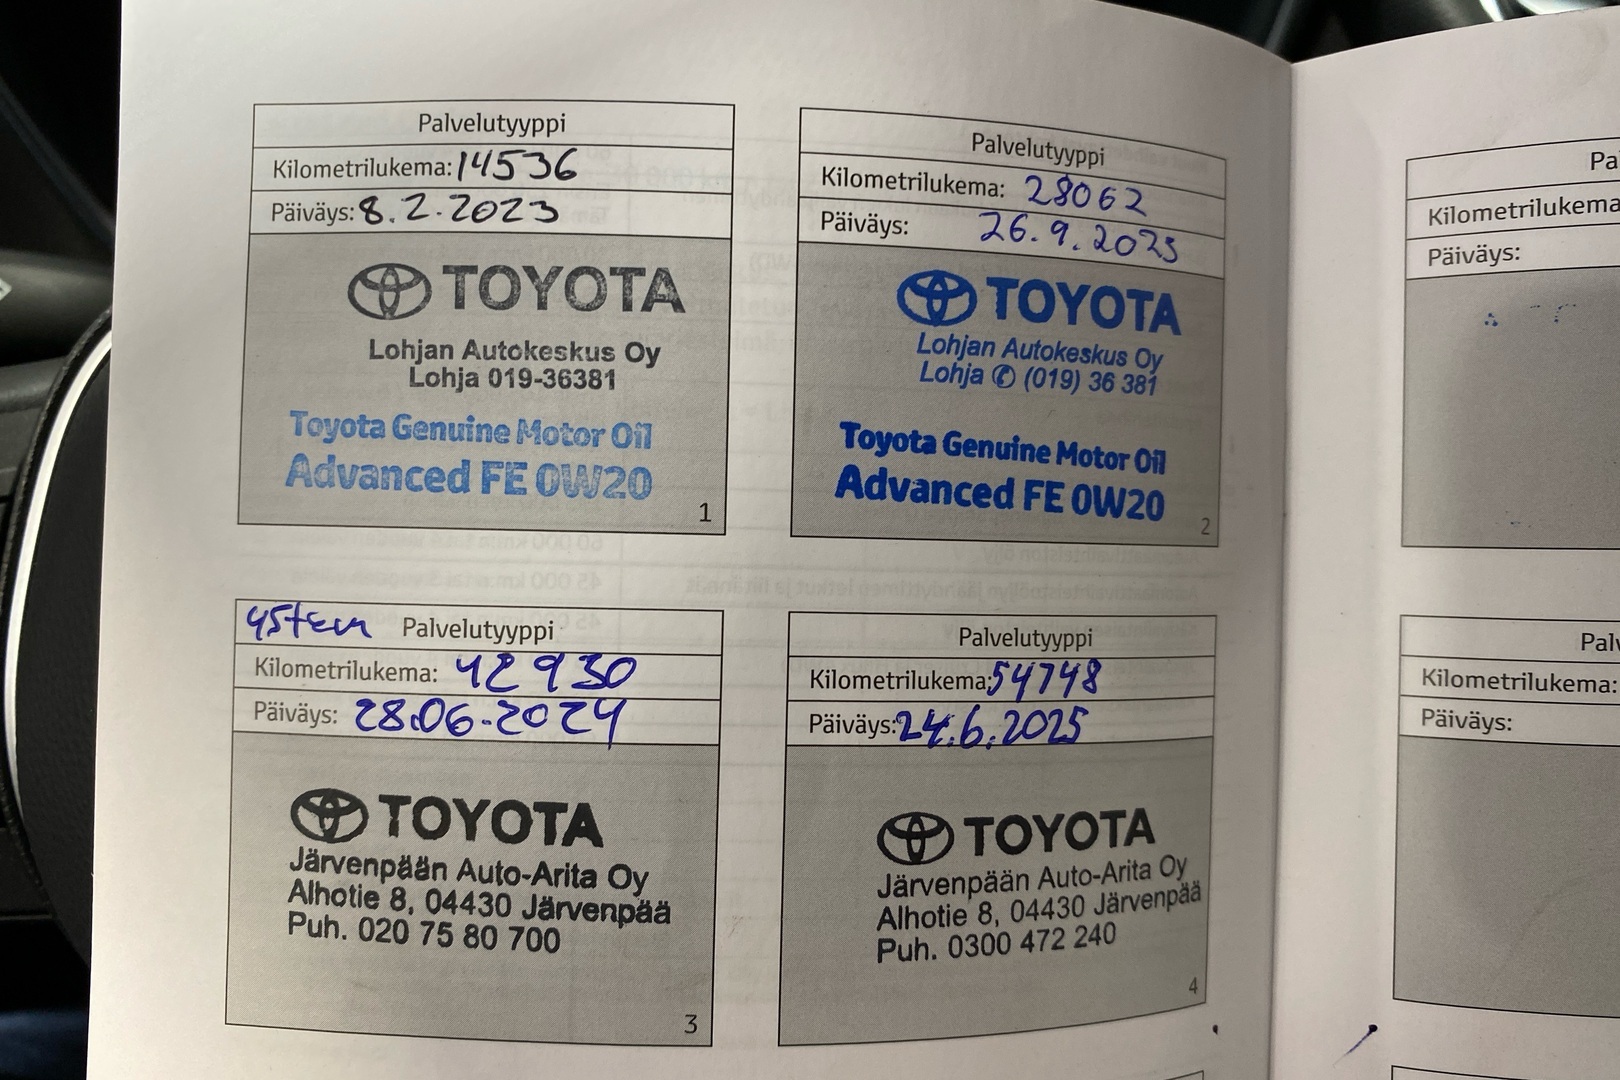 Palvelutyyppi
Kilometrilukema: 14536
Päiväys: 8.2.2023
TOYOTA
Lohjan Autokeskus Oy
Lohja 019-36381
Toyota Genuine Motor Oil
Advanced FE 0W20
1
Palvelutyyppi
Kilometrilukema: 28062
Päiväys: 26.9.2023
TOYOTA
Lohjan Autokeskus Oy
Lohja ✆ (019) 36 381
Toyota Genuine Motor Oil
Advanced FE 0W20
2
45tkm Palvelutyyppi
Kilometrilukema: 42930
Päiväys: 28.06.2024
TOYOTA
Järvenpään Auto-Arita Oy
Alhotie 8, 04430 Järvenpää
Puh. 020 75 80 700
3
Palvelutyyppi
Kilometrilukema: 54748
Päiväys: 24.6.2025
TOYOTA
Järvenpään Auto-Arita Oy
Alhotie 8, 04430 Järvenpää
Puh. 0300 472 240
4
Pa
Kilometrilukema
Päiväys:
Palv
Kilometrilukema:
Päiväys: